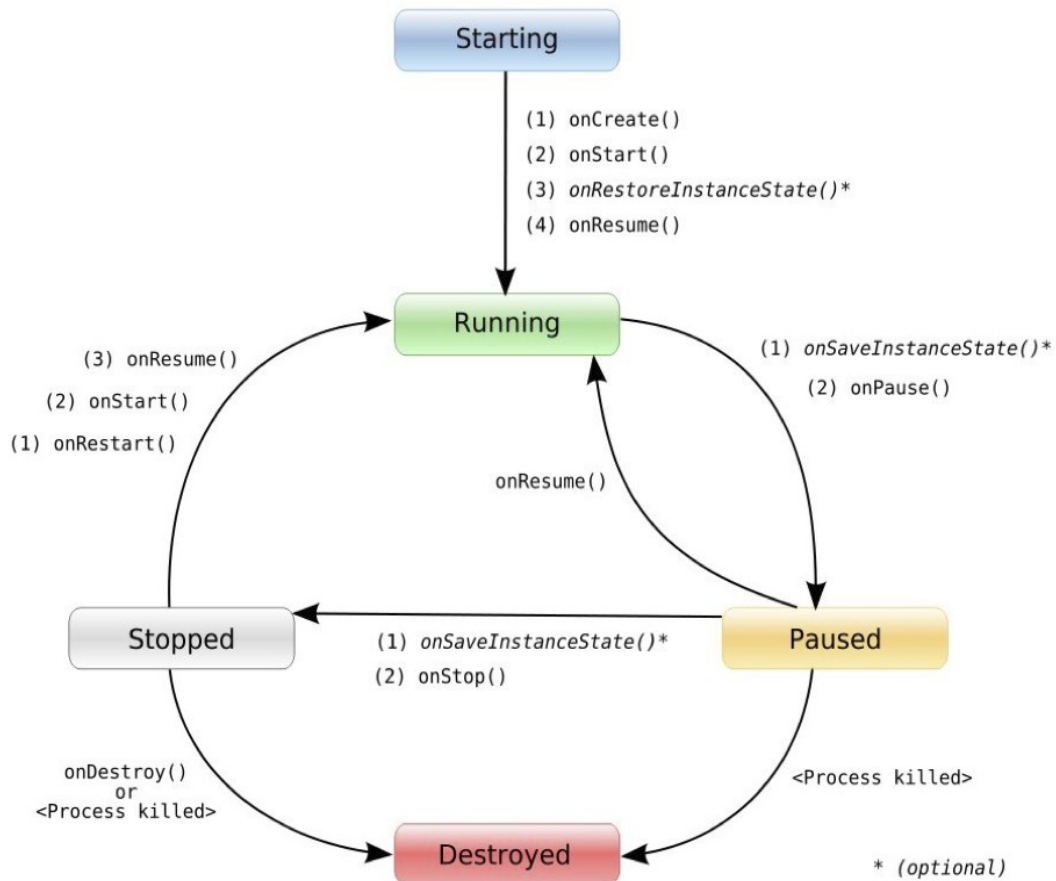 Starting
(1) onCreate()
(2) onStart()
(3) onRestoreInstanceState()*
(4) onResume()
Running
(3) onResume()
(2) onStart()
(1) onRestart()
(1) onSaveInstanceState()*
(2) onPause()
onResume()
Stopped
(1) onSaveInstanceState()*
(2) onStop()
Paused
onDestroy()
or
<Process killed>
<Process killed>
Destroyed
* (optional)